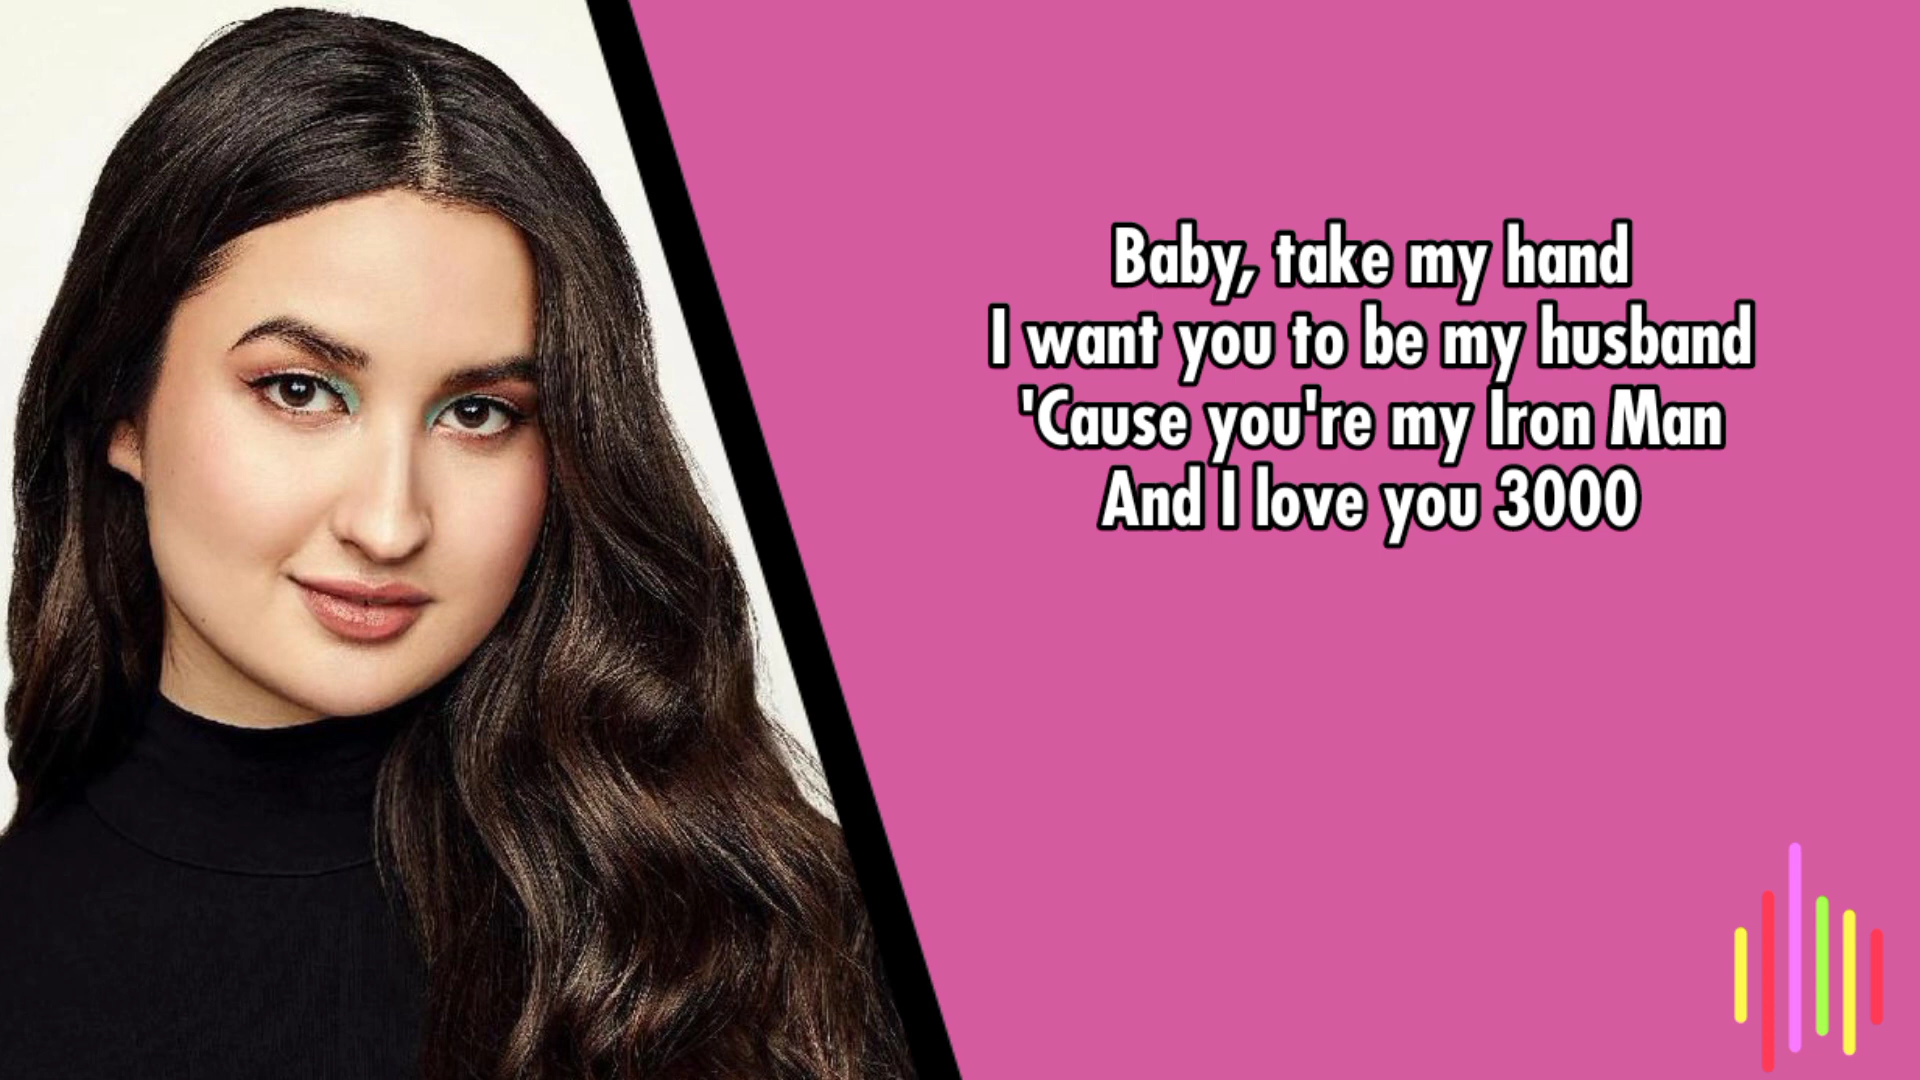 Baby, take my hand
I want you to be my husband
'Cause you're my Iron Man
And I love you 3000